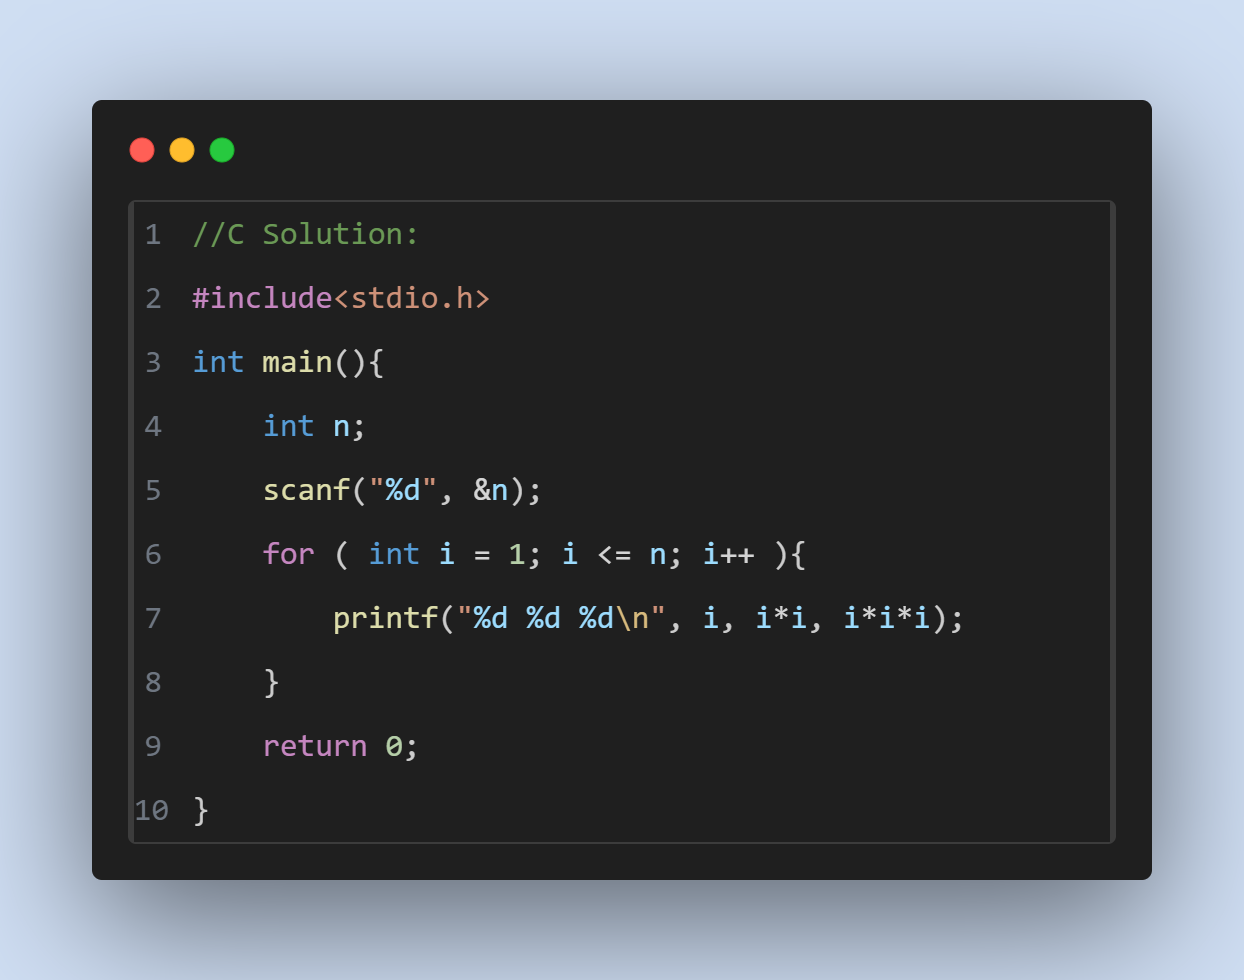 1 //C Solution:
2 #include<stdio.h>
3 int main(){
4     int n;
5     scanf("%d", &n);
6     for ( int i = 1; i <= n; i++ ){
7         printf("%d %d %d\n", i, i*i, i*i*i);
8     }
9     return 0;
10 }